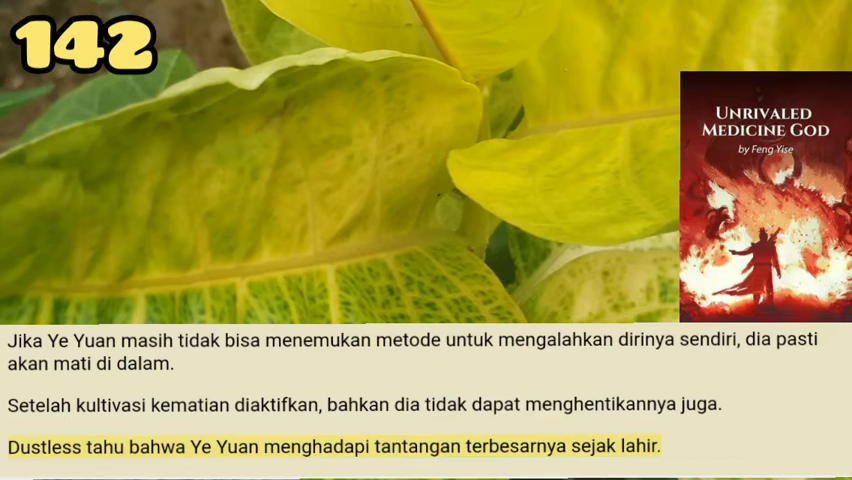 142
UNRIVALED
MEDICINE GOD
by Feng Yise
Jika Ye Yuan masih tidak bisa menemukan metode untuk mengalahkan dirinya sendiri, dia pasti
akan mati di dalam.
Setelah kultivasi kematian diaktifkan, bahkan dia tidak dapat menghentikannya juga.
Dustless tahu bahwa Ye Yuan menghadapi tantangan terbesarnya sejak lahir.